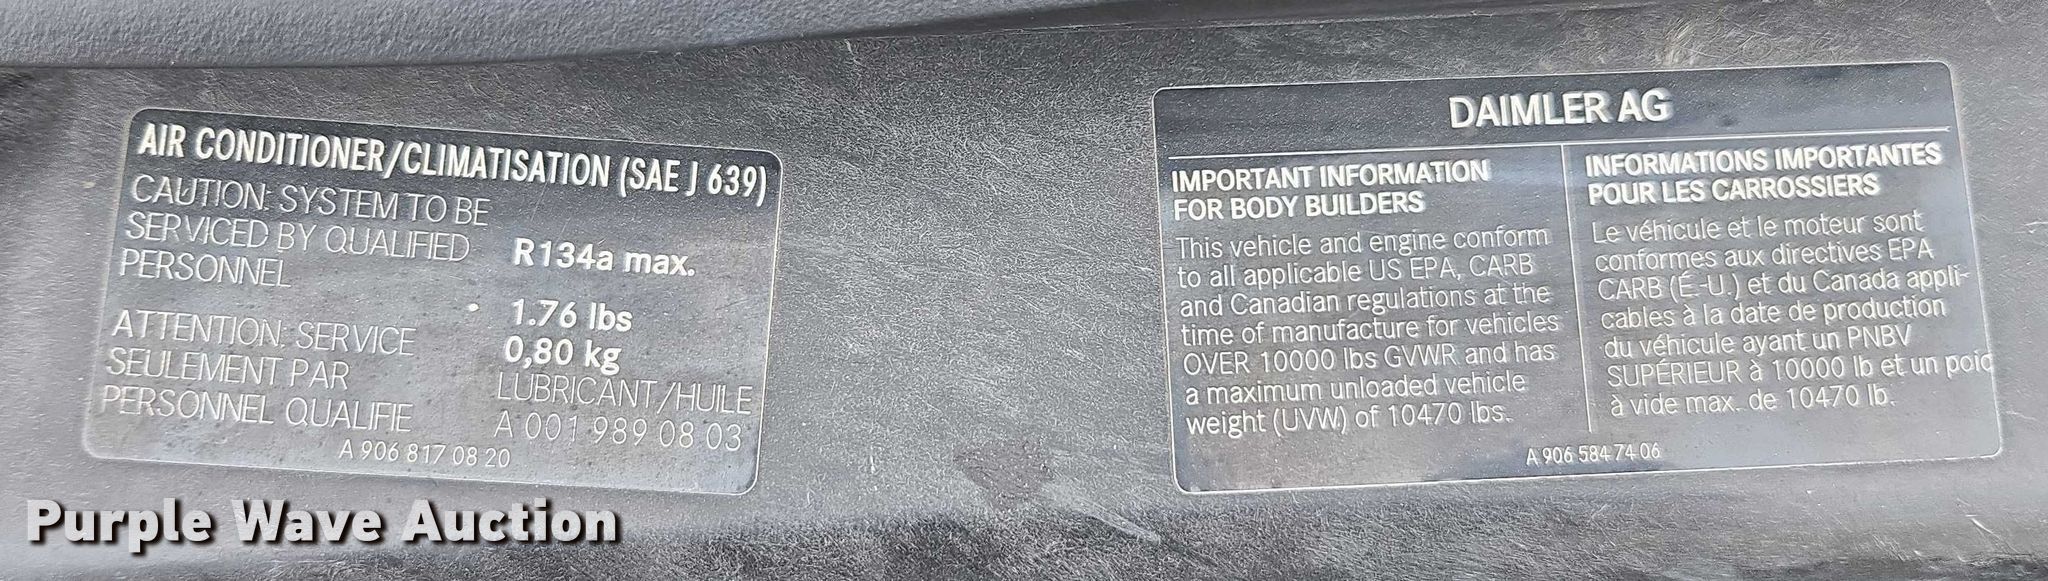 AIR CONDITIONER/CLIMATISATION (SAE J 639)
CAUTION: SYSTEM TO BE
SERVICED BY QUALIFIED
PERSONNEL
ATTENTION: SERVICE
SEULEMENT PAR
PERSONNEL QUALIFIE
R134a max.
1.76 lbs
0,80 kg
LUBRICANT/HUILE
A 001 989 08 03
A 906 817 08 20
DAIMLER AG
IMPORTANT INFORMATION
FOR BODY BUILDERS
This vehicle and engine conform
to all applicable US EPA, CARB
and Canadian regulations at the
time of manufacture for vehicles
OVER 10000 lbs GVWR and has
a maximum unloaded vehicle
weight (UVW) of 10470 lbs.
INFORMATIONS IMPORTANTES
POUR LES CARROSSIERS
Le véhicule et le moteur sont
conformes aux directives EPA
CARB (É.-U.) et du Canada appli-
cables à la date de production
du véhicule ayant un PNBV
SUPÉRIEUR à 10000 lb et un poid
à vide max. de 10470 lb.
A 906 584 74 06
Purple Wave Auction